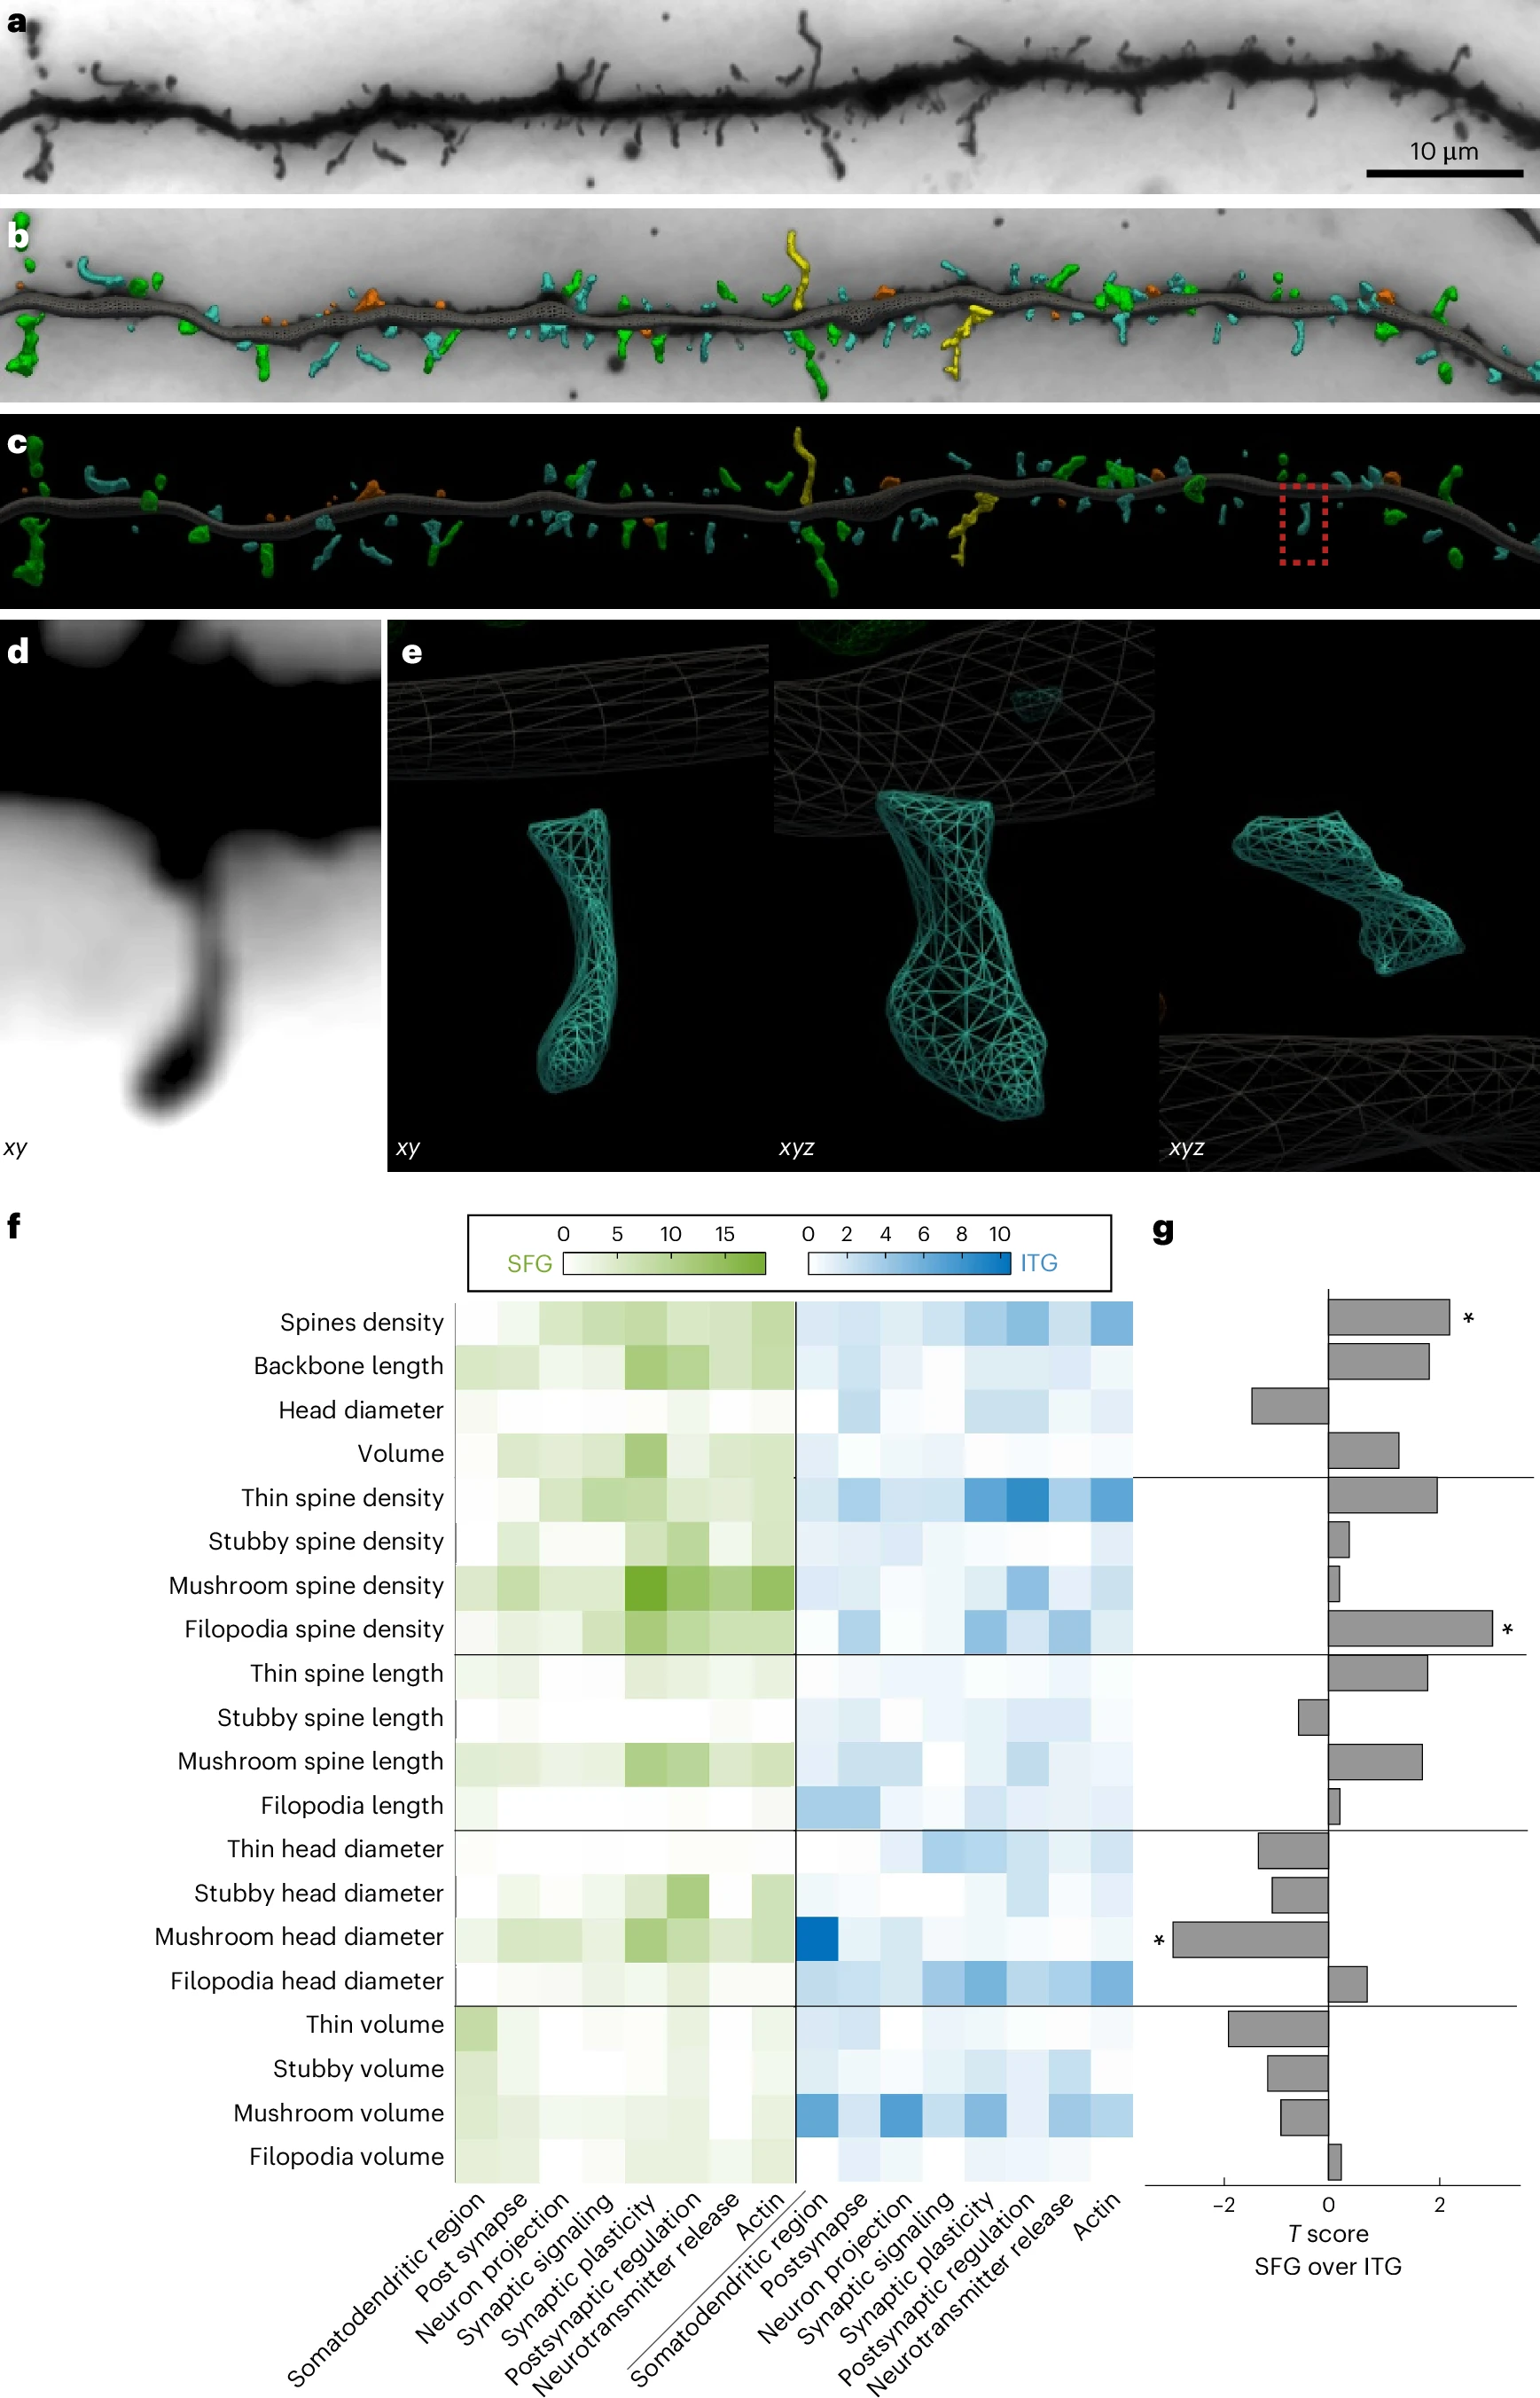 a
10 μm
b
c
d
xy
e
xy
xyz
xyz
f
g
0 5 10 15
0 2 4 6 8 10
SFG
ITG
Spines density
*
Backbone length
Head diameter
Volume
Thin spine density
Stubby spine density
Mushroom spine density
Filopodia spine density
*
Thin spine length
Stubby spine length
Mushroom spine length
Filopodia length
Thin head diameter
Stubby head diameter
Mushroom head diameter
*
Filopodia head diameter
Thin volume
Stubby volume
Mushroom volume
Filopodia volume
Somatodendritic region
Post synapse
Neuron projection
Synaptic signaling
Synaptic plasticity
Postsynaptic regulation
Neurotransmitter release
Actin
Somatodendritic region
Postsynapse
Neuron projection
Synaptic signaling
Synaptic plasticity
Postsynaptic regulation
Neurotransmitter release
Actin
−2 0 2
T score
SFG over ITG